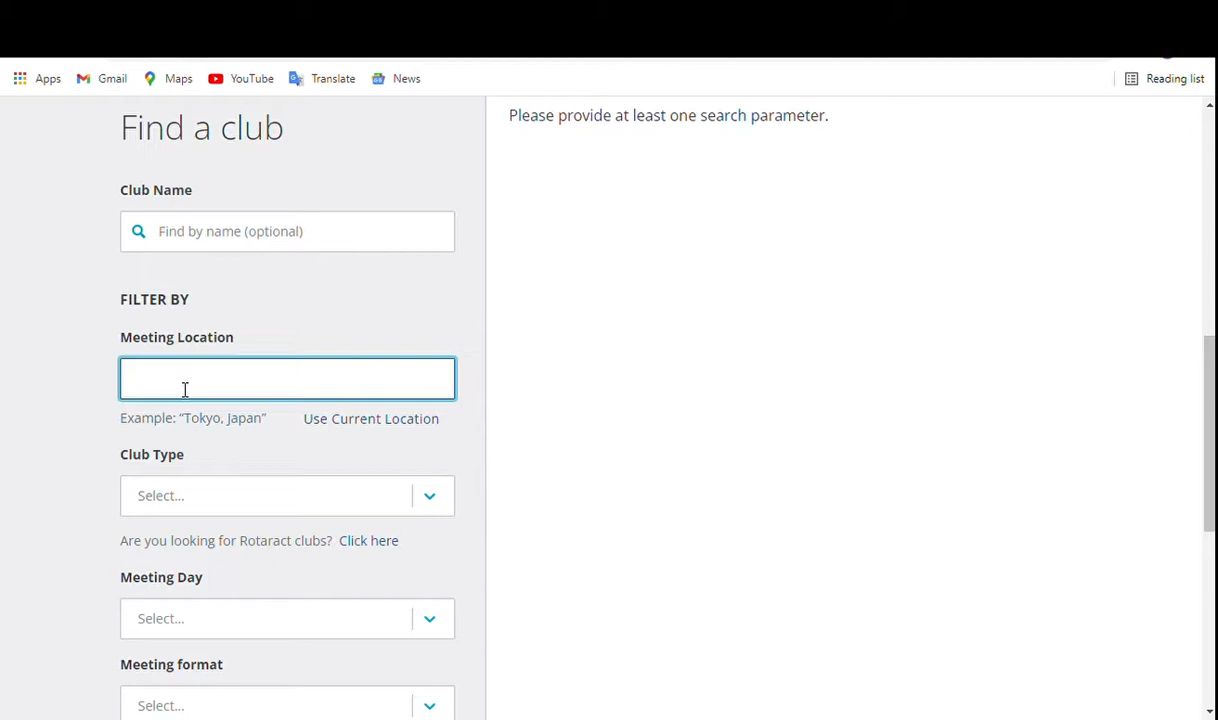 Apps Gmail Maps YouTube Translate News Reading list
Find a club
Club Name
Find by name (optional)
FILTER BY
Meeting Location
Example: “Tokyo, Japan” Use Current Location
Club Type
Select...
Are you looking for Rotaract clubs? Click here
Meeting Day
Select...
Meeting format
Select...
Please provide at least one search parameter.